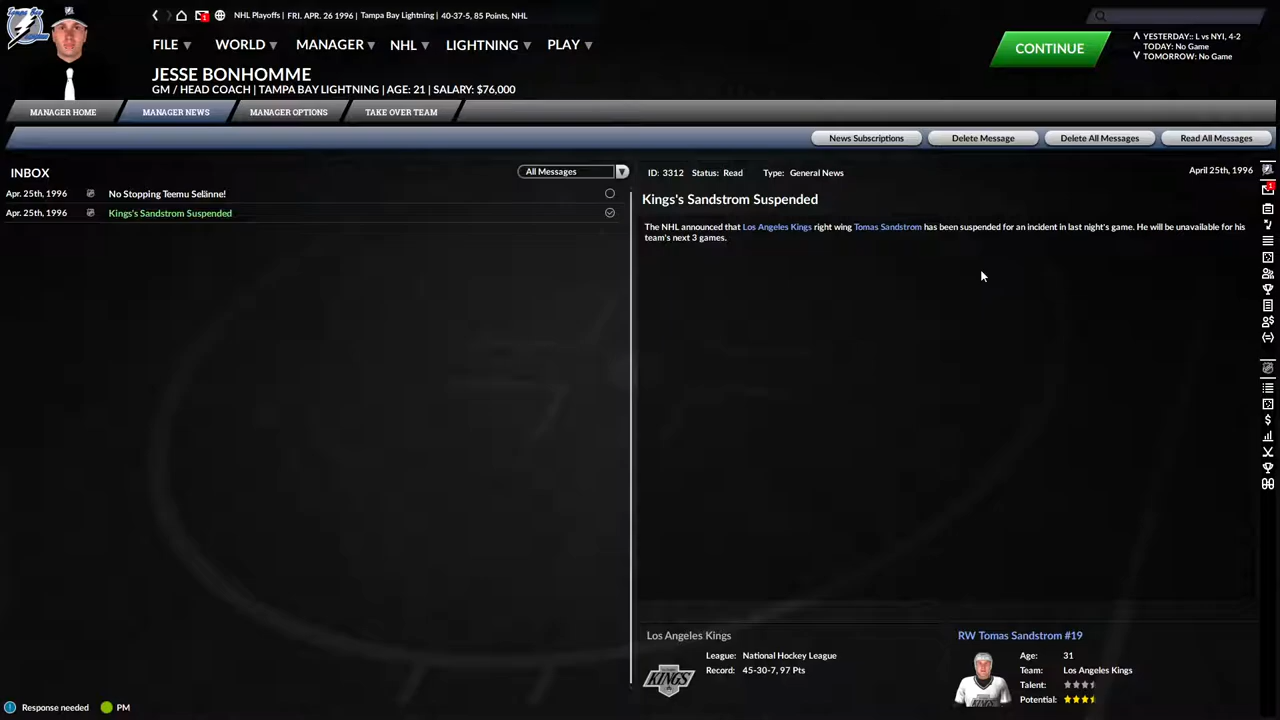 NHL Playoffs | FRI. APR. 26 1996 | Tampa Bay Lightning | 40-37-5, 85 Points, NHL
FILE WORLD MANAGER NHL LIGHTNING PLAY
CONTINUE
YESTERDAY:: L vs NYI, 4-2
TODAY: No Game
TOMORROW: No Game
JESSE BONHOMME
GM / HEAD COACH | TAMPA BAY LIGHTNING | AGE: 21 | SALARY: $76,000
MANAGER HOME MANAGER NEWS MANAGER OPTIONS TAKE OVER TEAM
News Subscriptions Delete Message Delete All Messages Read All Messages
INBOX All Messages
Apr. 25th, 1996 No Stopping Teemu Selänne!
Apr. 25th, 1996 Kings's Sandstrom Suspended
ID: 3312 Status: Read Type: General News April 25th, 1996
Kings's Sandstrom Suspended
The NHL announced that Los Angeles Kings right wing Tomas Sandstrom has been suspended for an incident in last night's game. He will be unavailable for his
team's next 3 games.
Los Angeles Kings
League: National Hockey League
Record: 45-30-7, 97 Pts
KINGS
RW Tomas Sandstrom #19
Age: 31
Team: Los Angeles Kings
Talent:
Potential:
Response needed PM